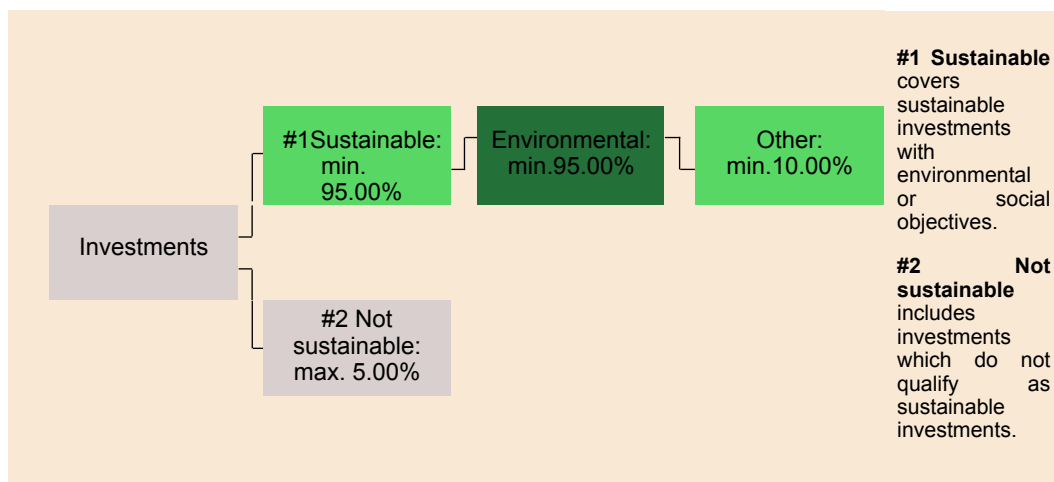 #1Sustainable:
min.
95.00%
Environmental:
min.95.00%
Other:
min.10.00%
Investments
#2 Not
sustainable:
max. 5.00%
#1 Sustainable
covers
sustainable
investments
with
environmental
or social
objectives.
#2 Not
sustainable
includes
investments
which do not
qualify as
sustainable
investments.